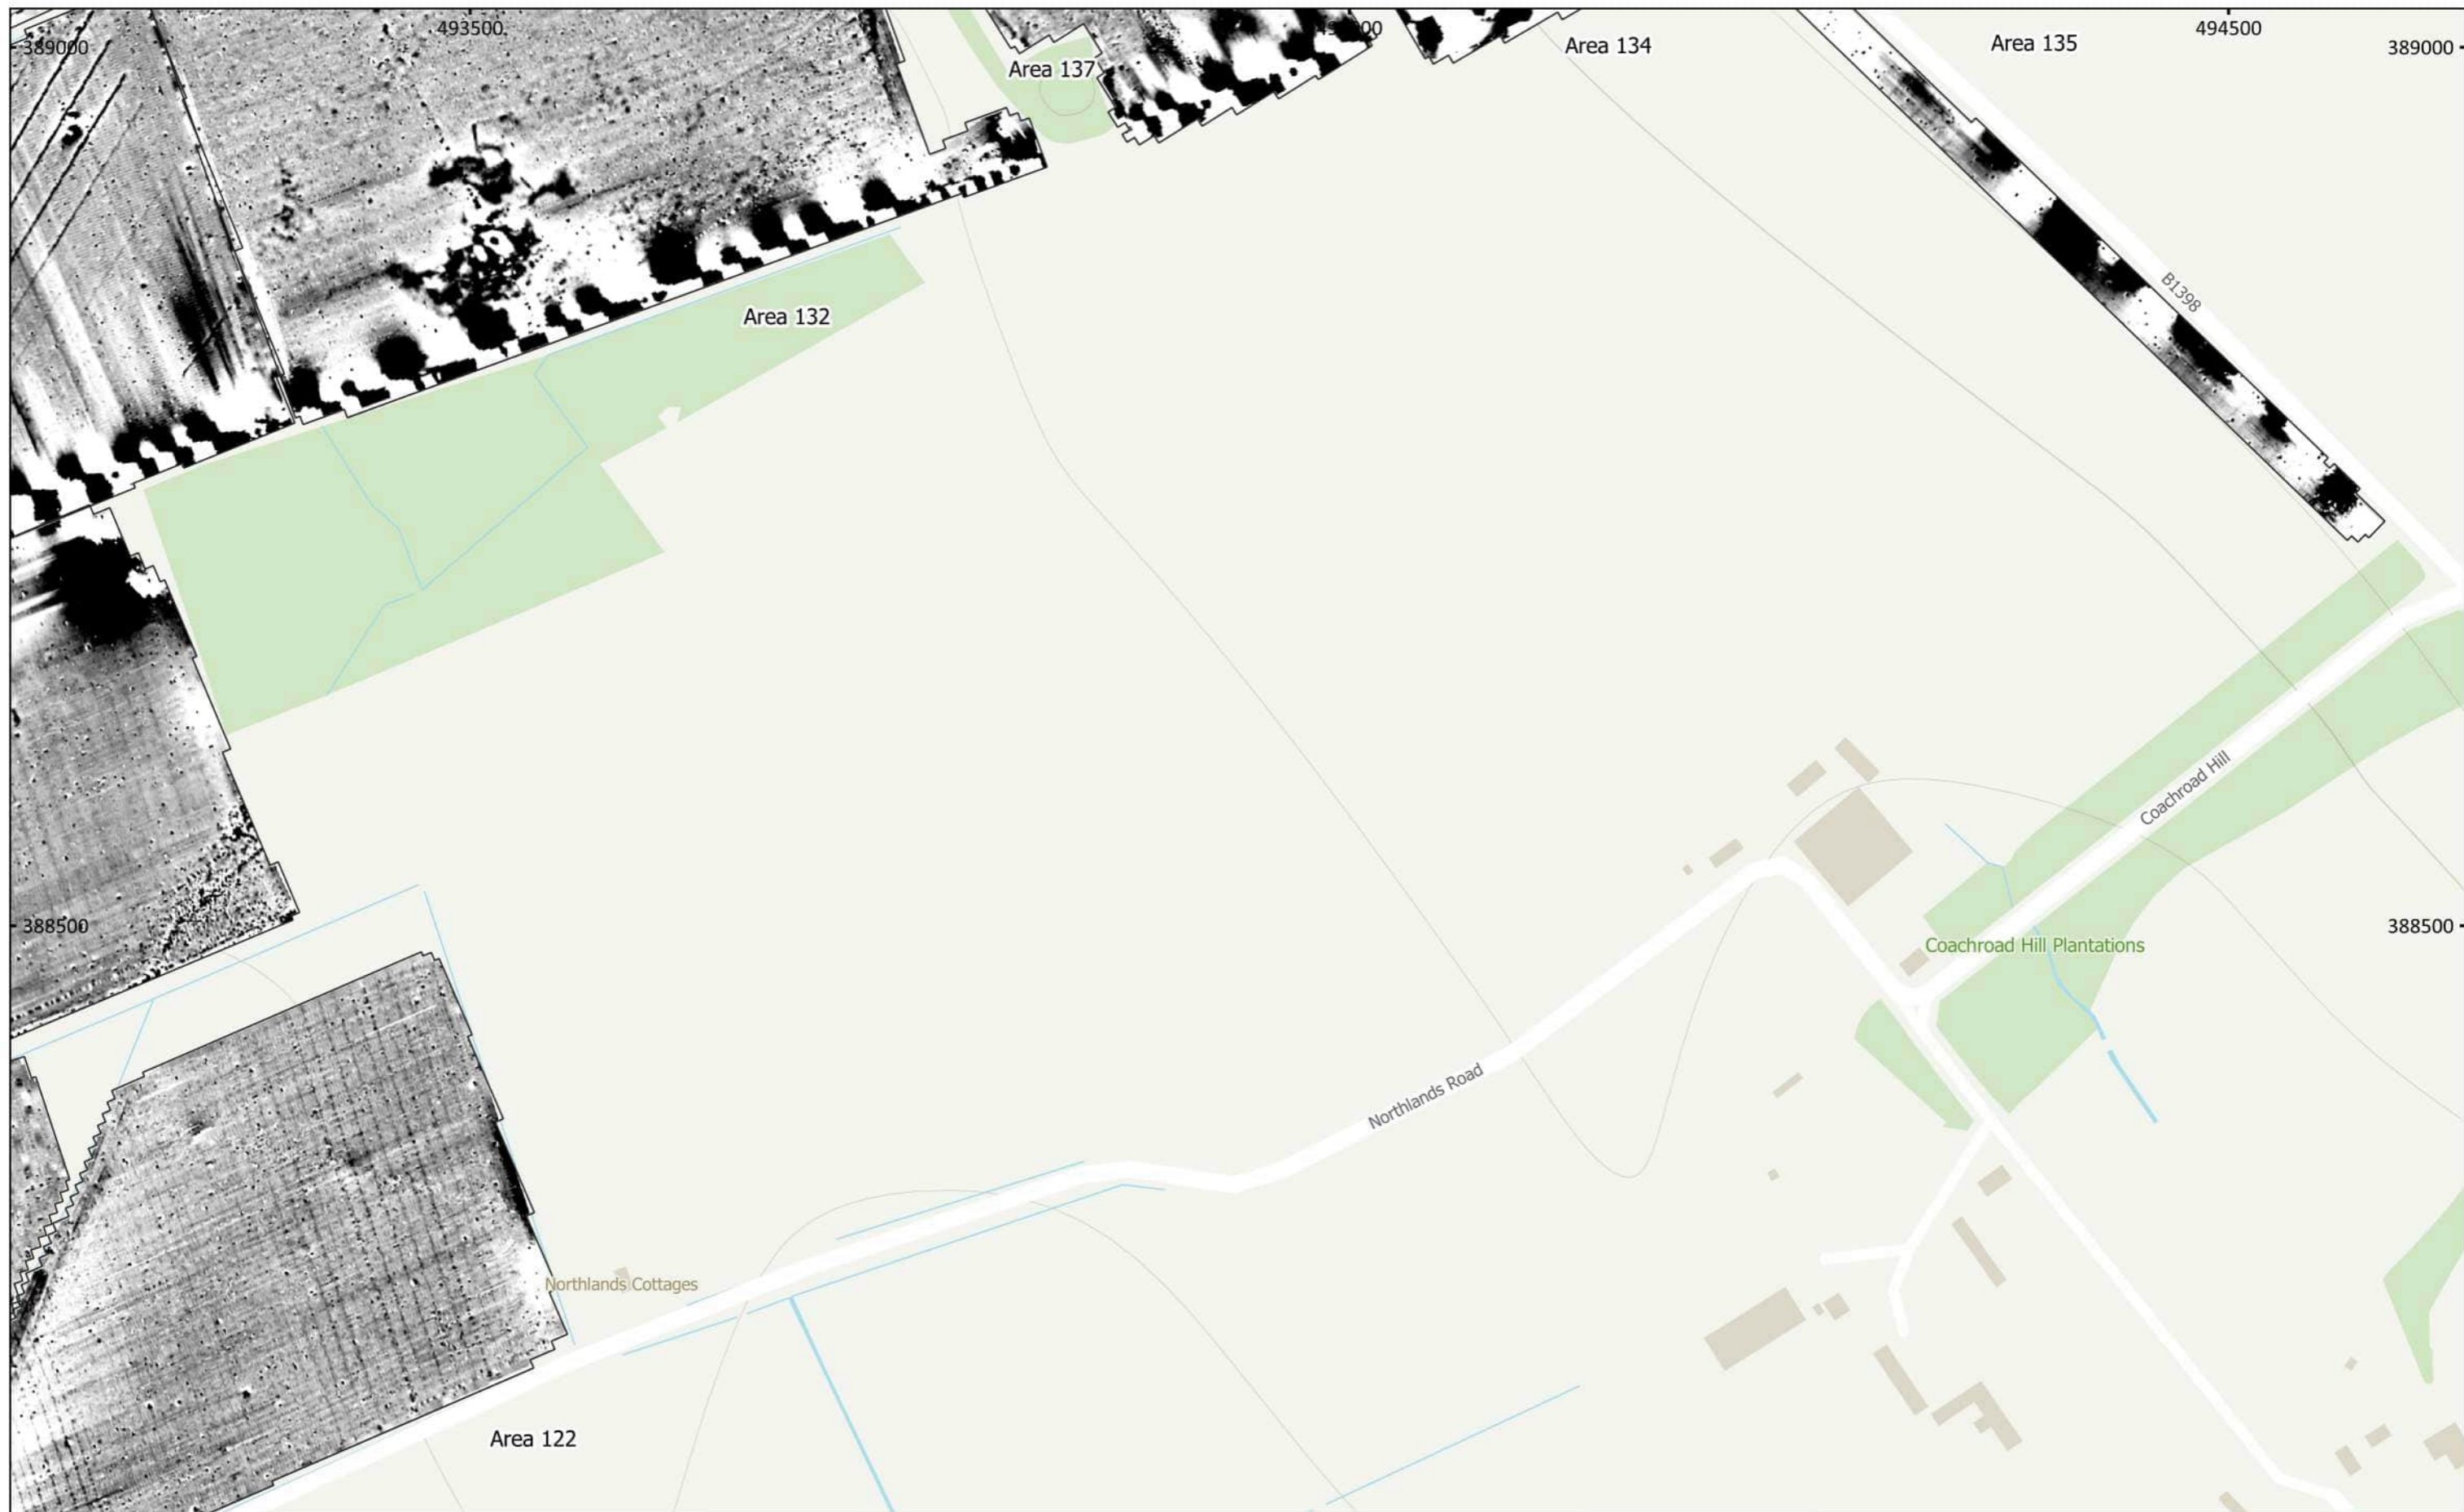 493500
494500
389000
389000
Area 134
Area 135
Area 137
B1398
Area 132
Coachroad Hill
388500
388500
Coachroad Hill Plantations
Northlands Road
Northlands Cottages
Area 122